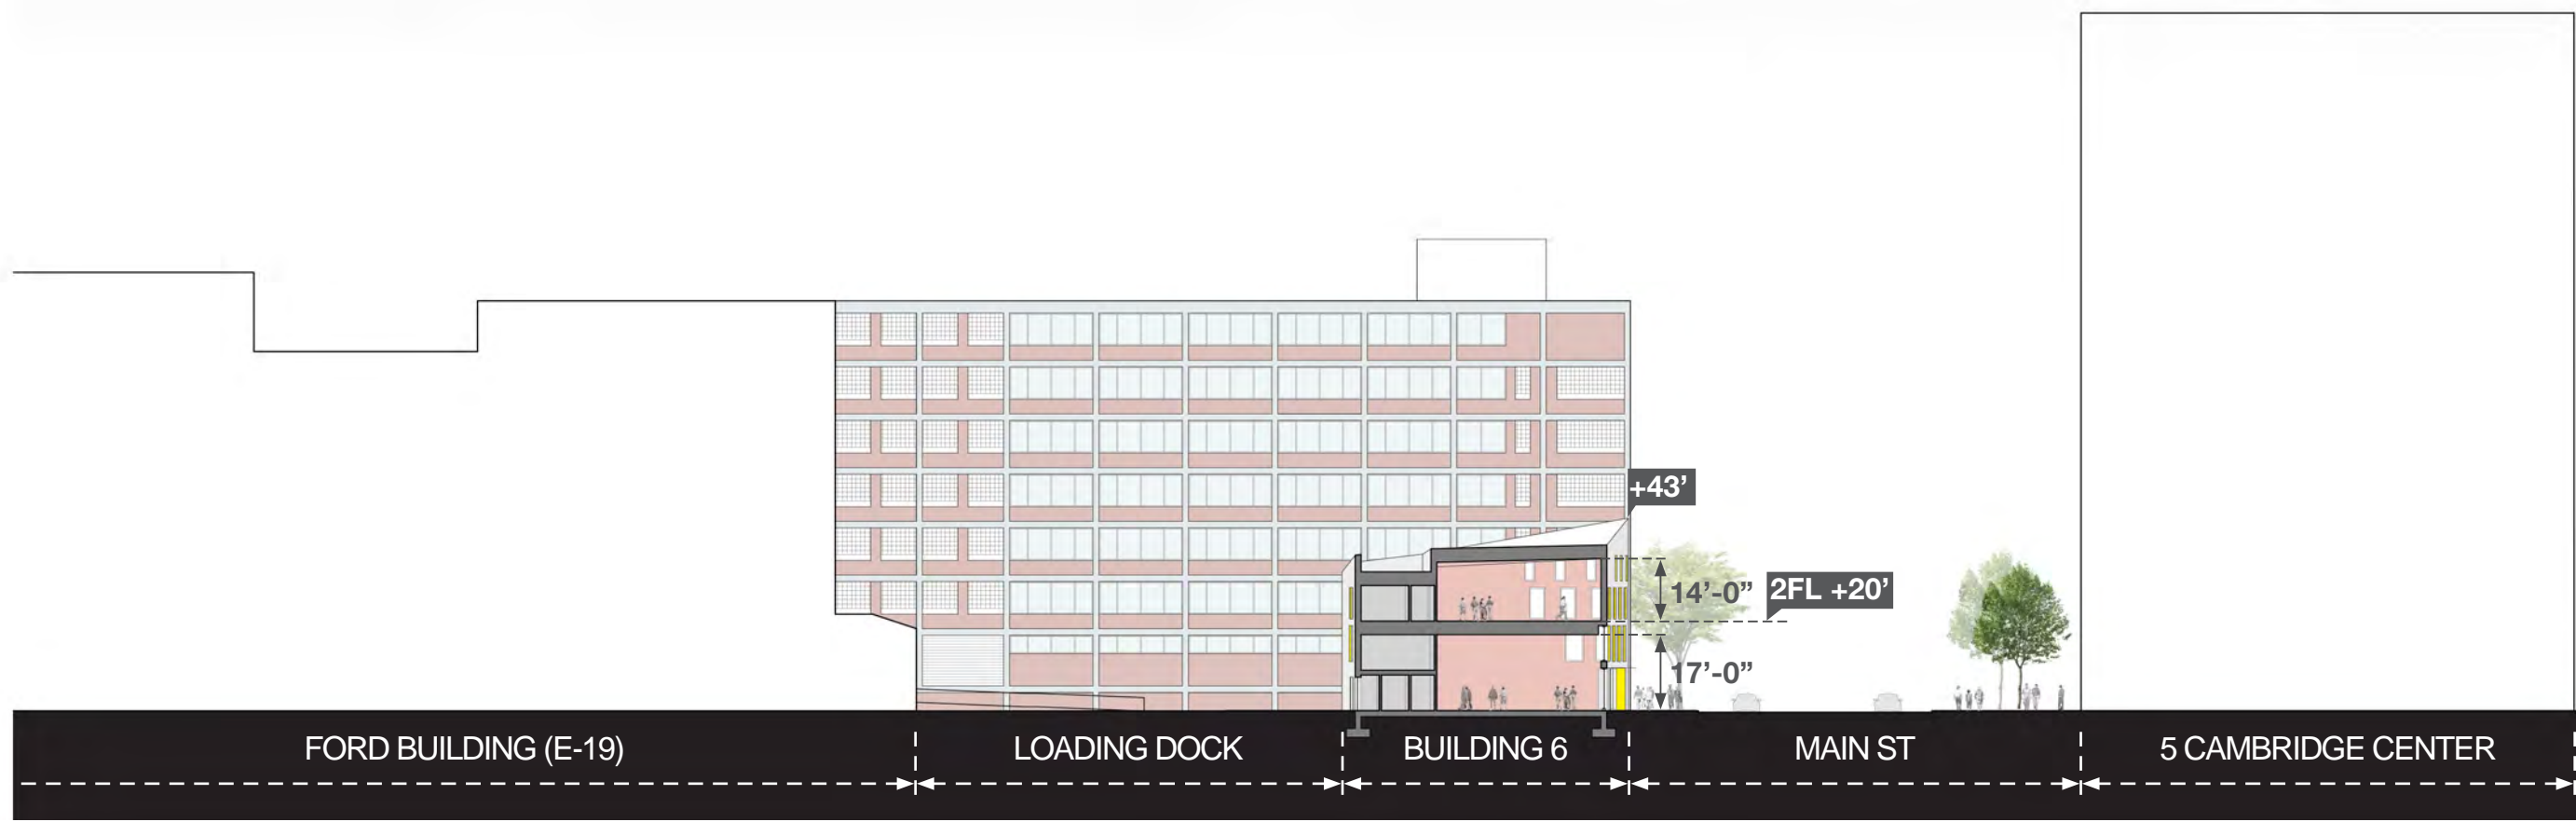 +43’
14’-0”
2FL +20’
17’-0”
FORD BUILDING (E-19)
LOADING DOCK
BUILDING 6
MAIN ST
5 CAMBRIDGE CENTER